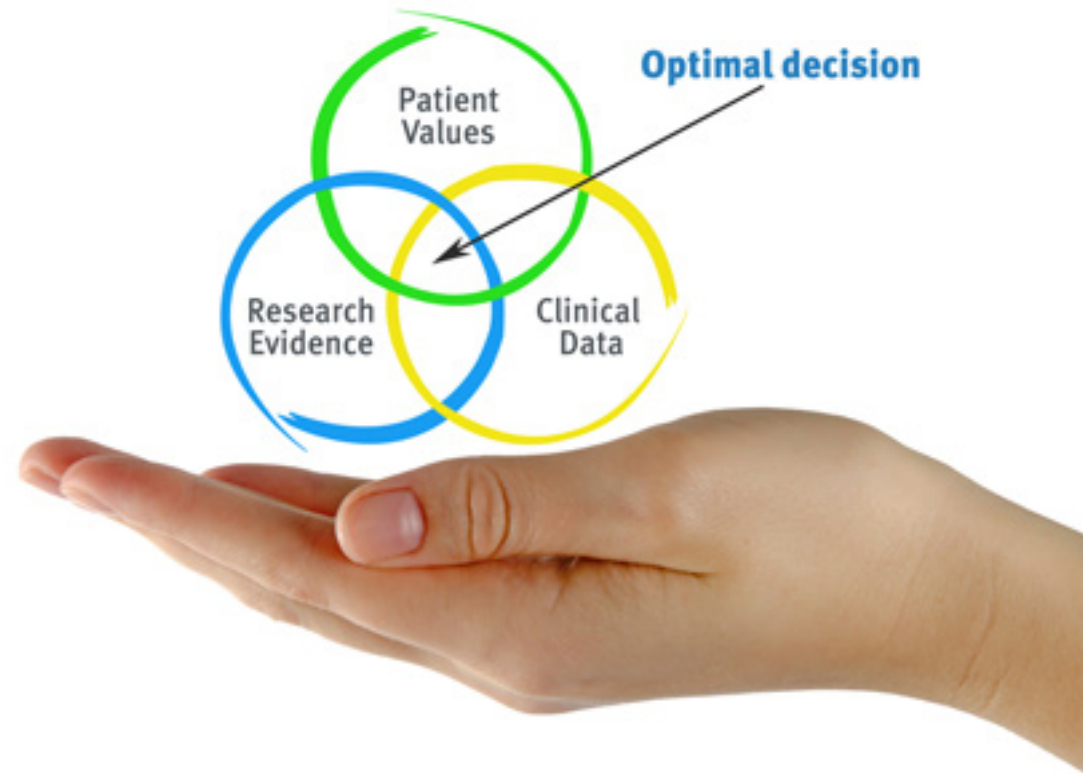 Optimal decision
Patient
Values
Research
Evidence
Clinical
Data